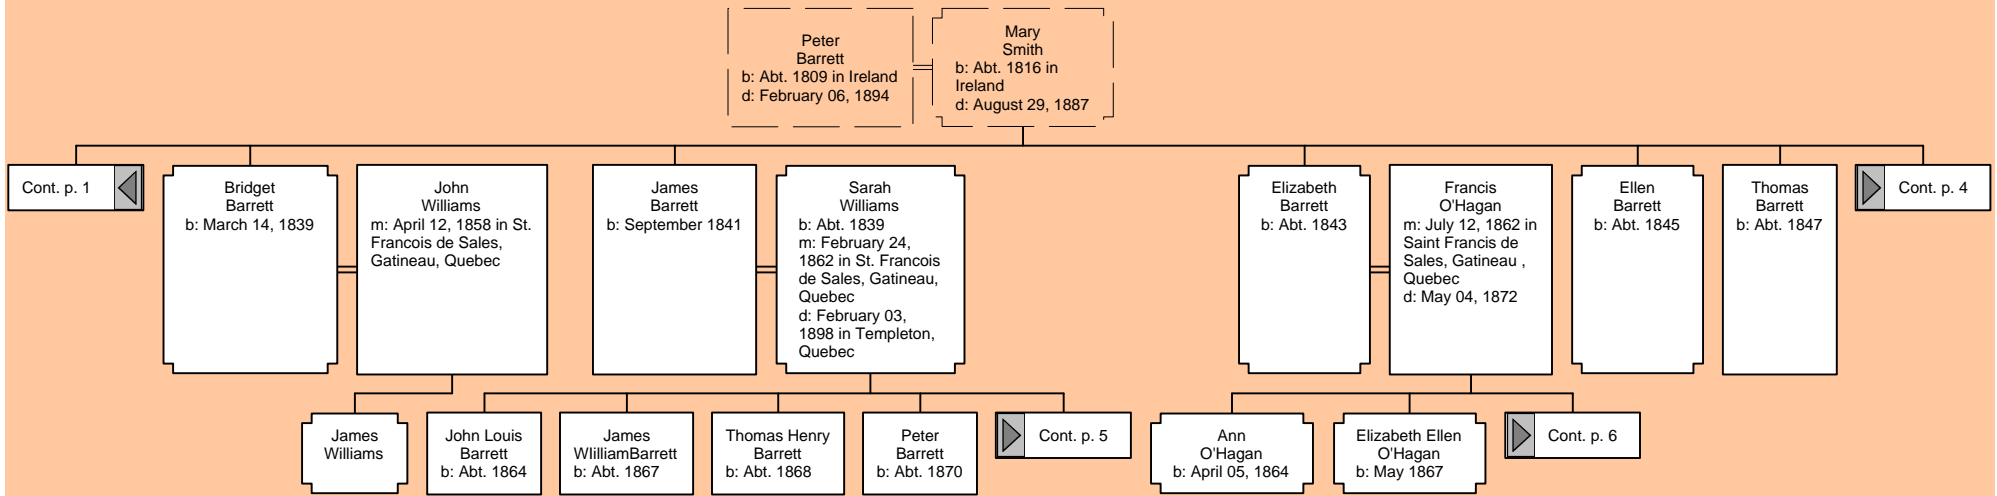 Peter
Barrett
b: Abt. 1809 in Ireland
d: February 06, 1894
Mary
Smith
b: Abt. 1816 in
Ireland
d: August 29, 1887
Cont. p. 1
Bridget
Barrett
b: March 14, 1839
John
Williams
m: April 12, 1858 in St.
Francois de Sales,
Gatineau, Quebec
James
Barrett
b: September 1841
Sarah
Williams
b: Abt. 1839
m: February 24,
1862 in St. Francois
de Sales, Gatineau,
Quebec
d: February 03,
1898 in Templeton,
Quebec
Elizabeth
Barrett
b: Abt. 1843
Francis
O'Hagan
m: July 12, 1862 in
Saint Francis de
Sales, Gatineau ,
Quebec
d: May 04, 1872
Ellen
Barrett
b: Abt. 1845
Thomas
Barrett
b: Abt. 1847
Cont. p. 4
James
Williams
John Louis
Barrett
b: Abt. 1864
James
WIilliamBarrett
b: Abt. 1867
Thomas Henry
Barrett
b: Abt. 1868
Peter
Barrett
b: Abt. 1870
Cont. p. 5
Ann
O'Hagan
b: April 05, 1864
Elizabeth Ellen
O'Hagan
b: May 1867
Cont. p. 6